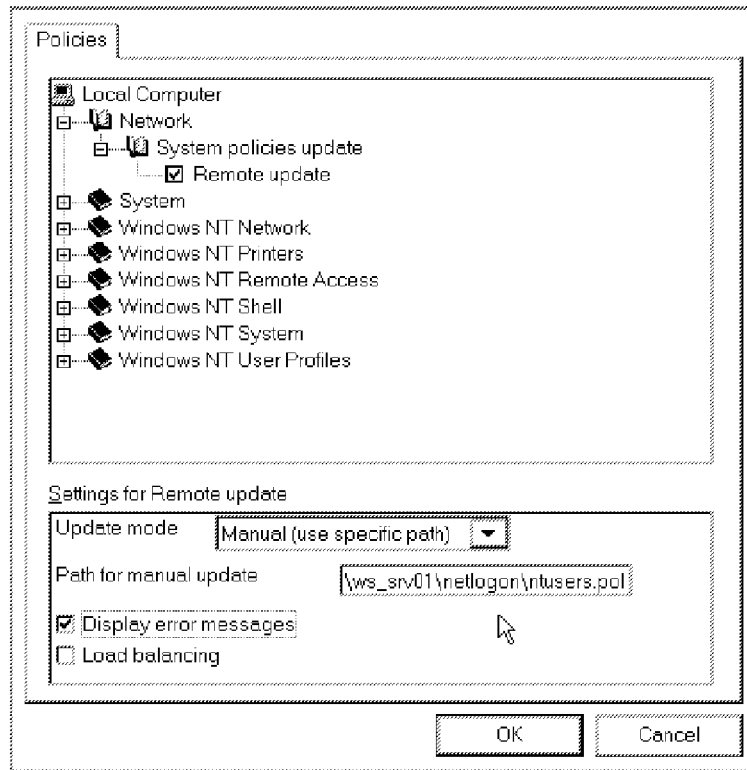 Policies
Local Computer
Network
System policies update
Remote update
System
Windows NT Network
Windows NT Printers
Windows NT Remote Access
Windows NT Shell
Windows NT System
Windows NT User Profiles
Settings for Remote update
Update mode Manual (use specific path)
Path for manual update \ws_srv01\netlogon\ntusers.pol
Display error messages
Load balancing
OK Cancel